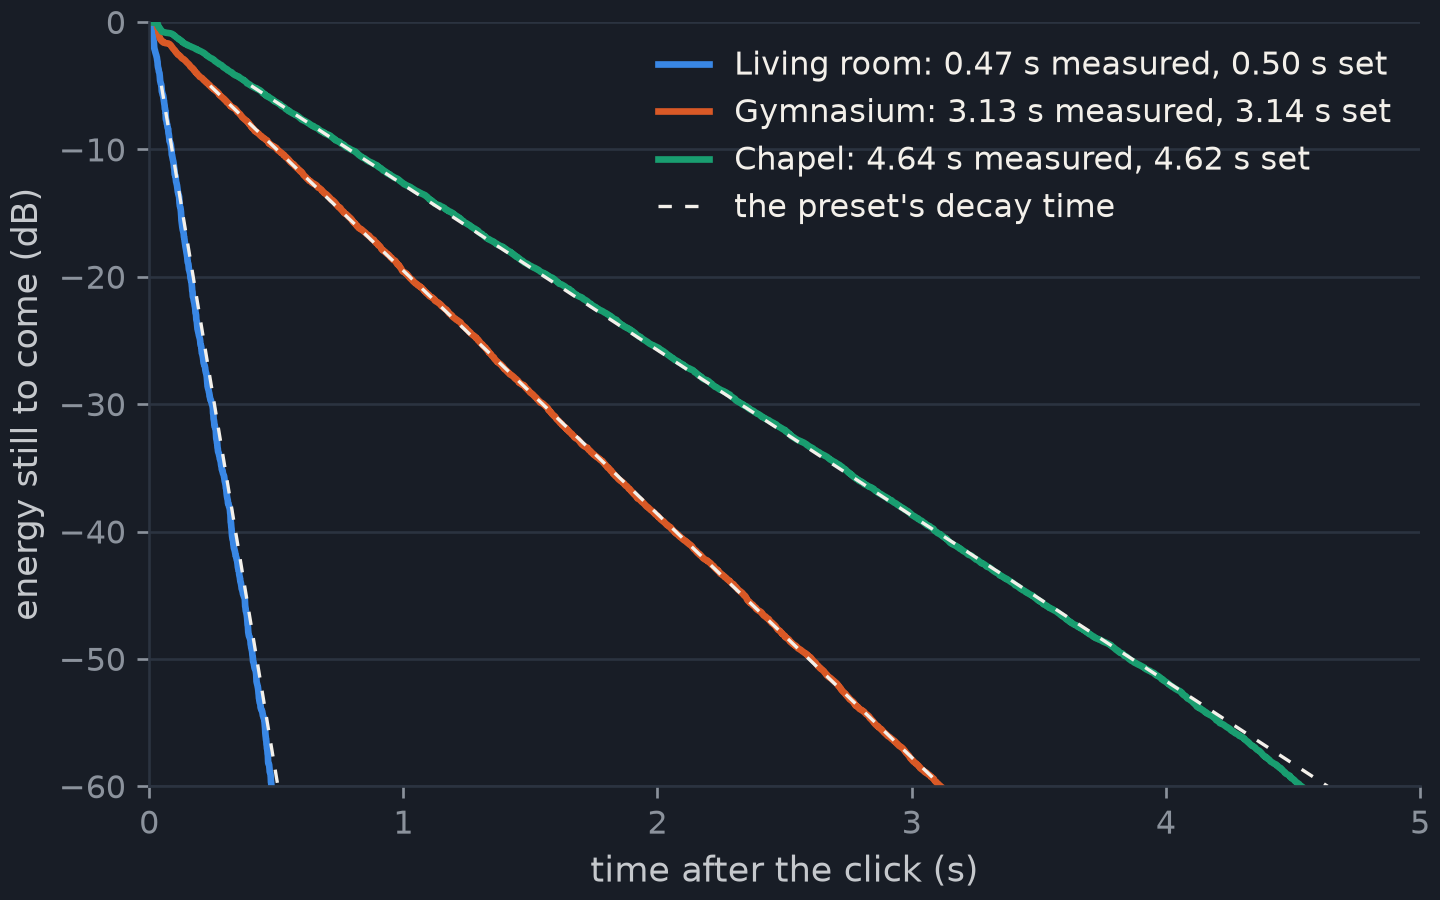 Living room: 0.47 s measured, 0.50 s set
Gymnasium: 3.13 s measured, 3.14 s set
Chapel: 4.64 s measured, 4.62 s set
the preset's decay time
energy still to come (dB)
0
−10
−20
−30
−40
−50
−60
0 1 2 3 4 5
time after the click (s)